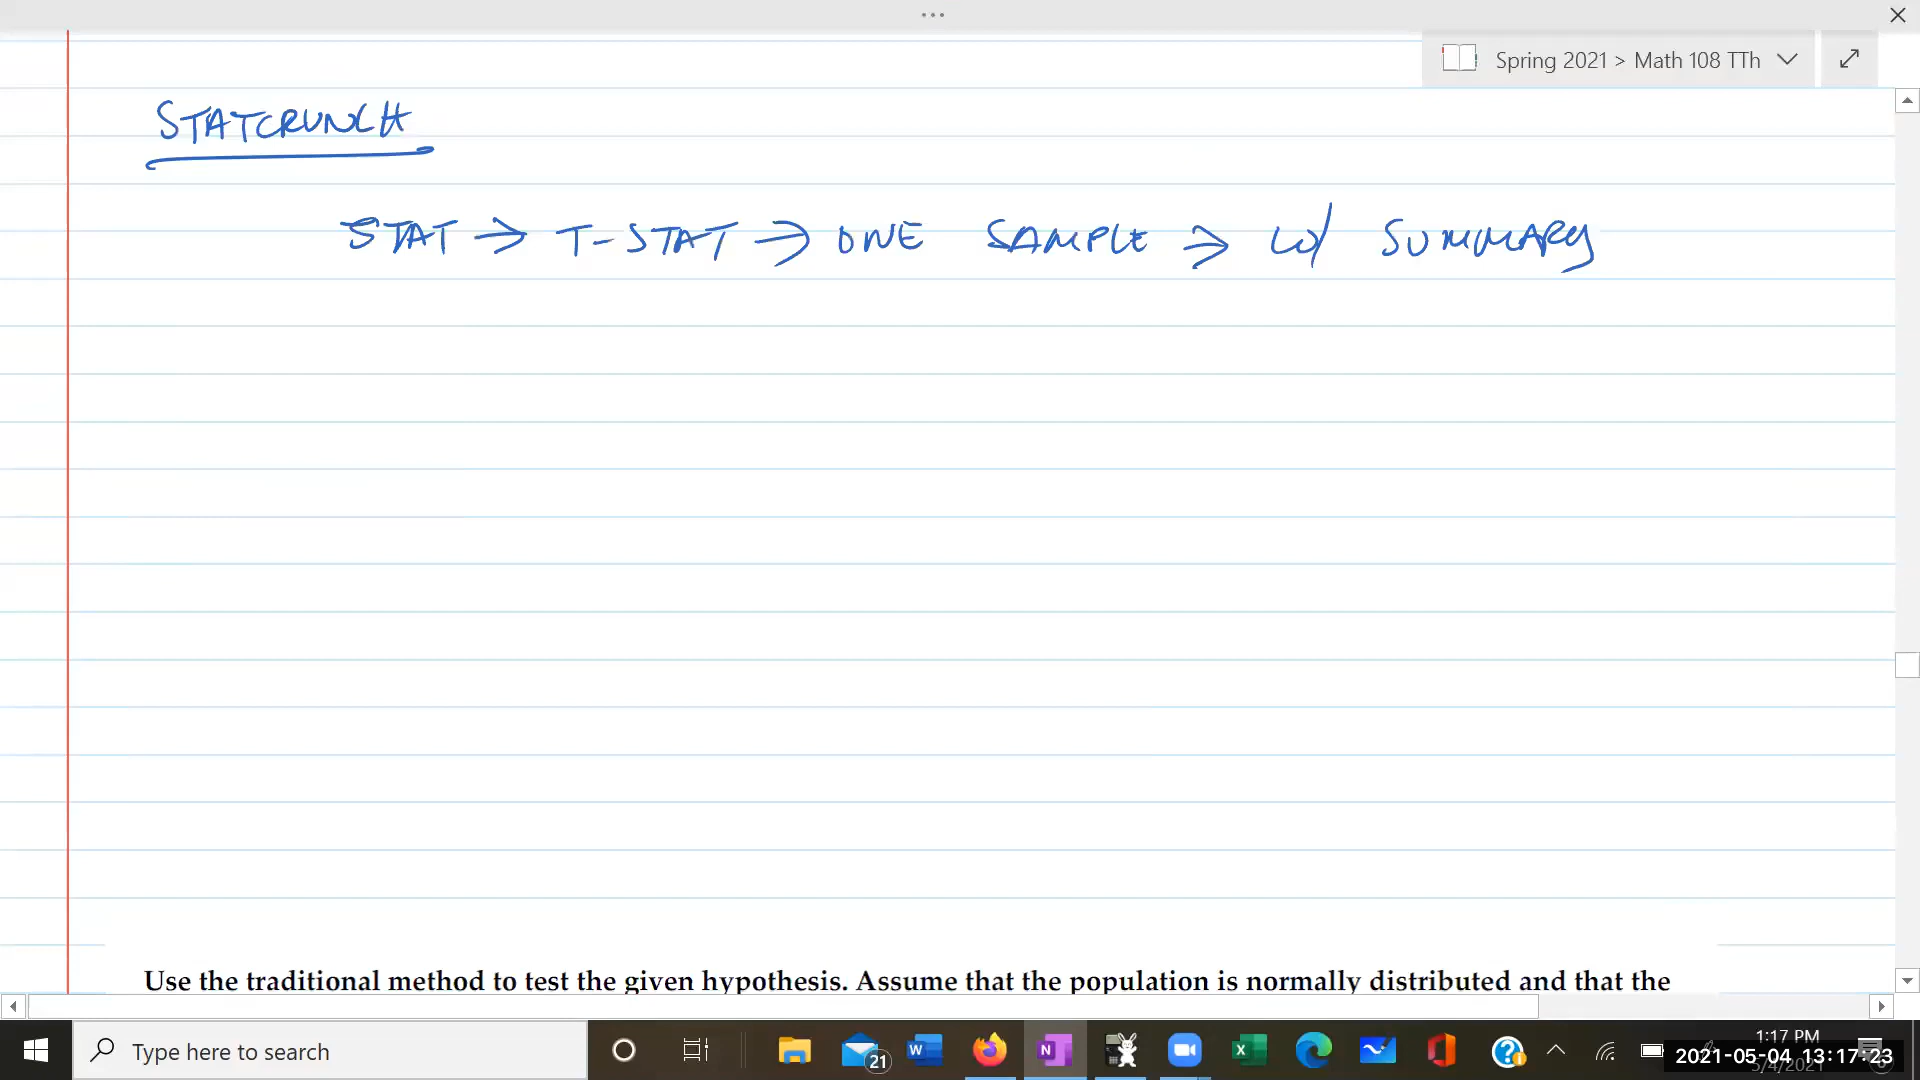 Spring 2021 > Math 108 TTh
STATCRUNCH
STAT → T-STAT → ONE SAMPLE → W/ SUMMARY
Use the traditional method to test the given hypothesis. Assume that the population is normally distributed and that the
Type here to search
21
1:17 PM
2021-05-04 13:17:23